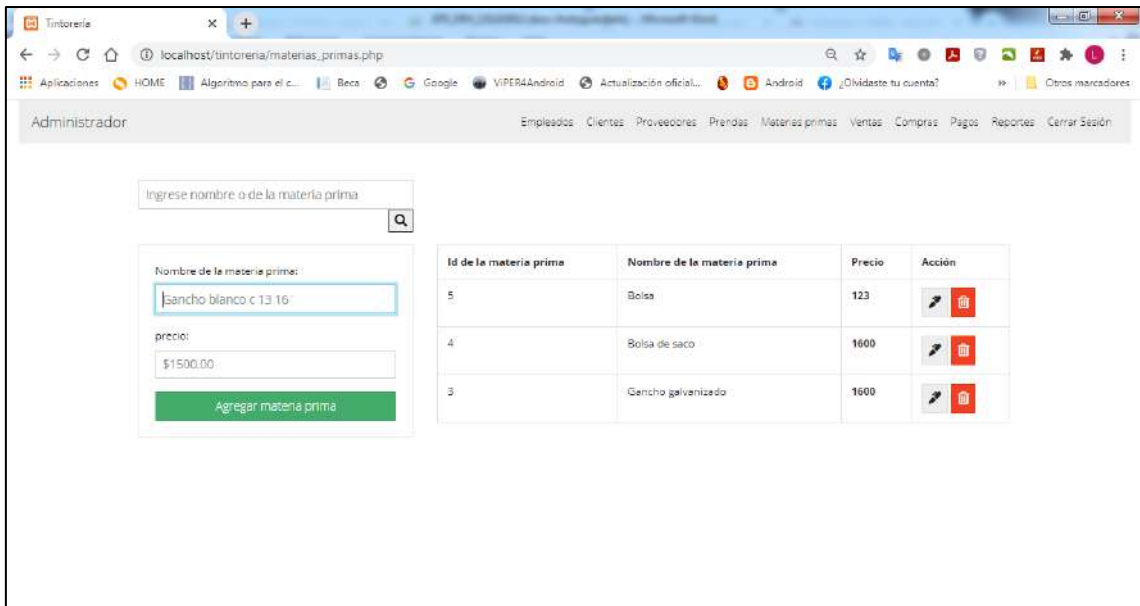 Tintorería
localhost/tintoreria/materias_primas.php
Aplicaciones HOME Algoritmo para el c... Beca Google ViPER4Android Actualización oficial... Android ¿Olvidaste tu cuenta? » Otros marcadores
Administrador Empleados Clientes Proveedores Prendas Materias primas Ventas Compras Pagos Reportes Cerrar Sesión
Ingrese nombre o de la materia prima
Nombre de la materia prima:
Gancho blanco c 13 16"
precio:
$1500.00
Agregar materia prima
Id de la materia prima Nombre de la materia prima Precio Acción
5 Bolsa 123
4 Bolsa de saco 1600
3 Gancho galvanizado 1600